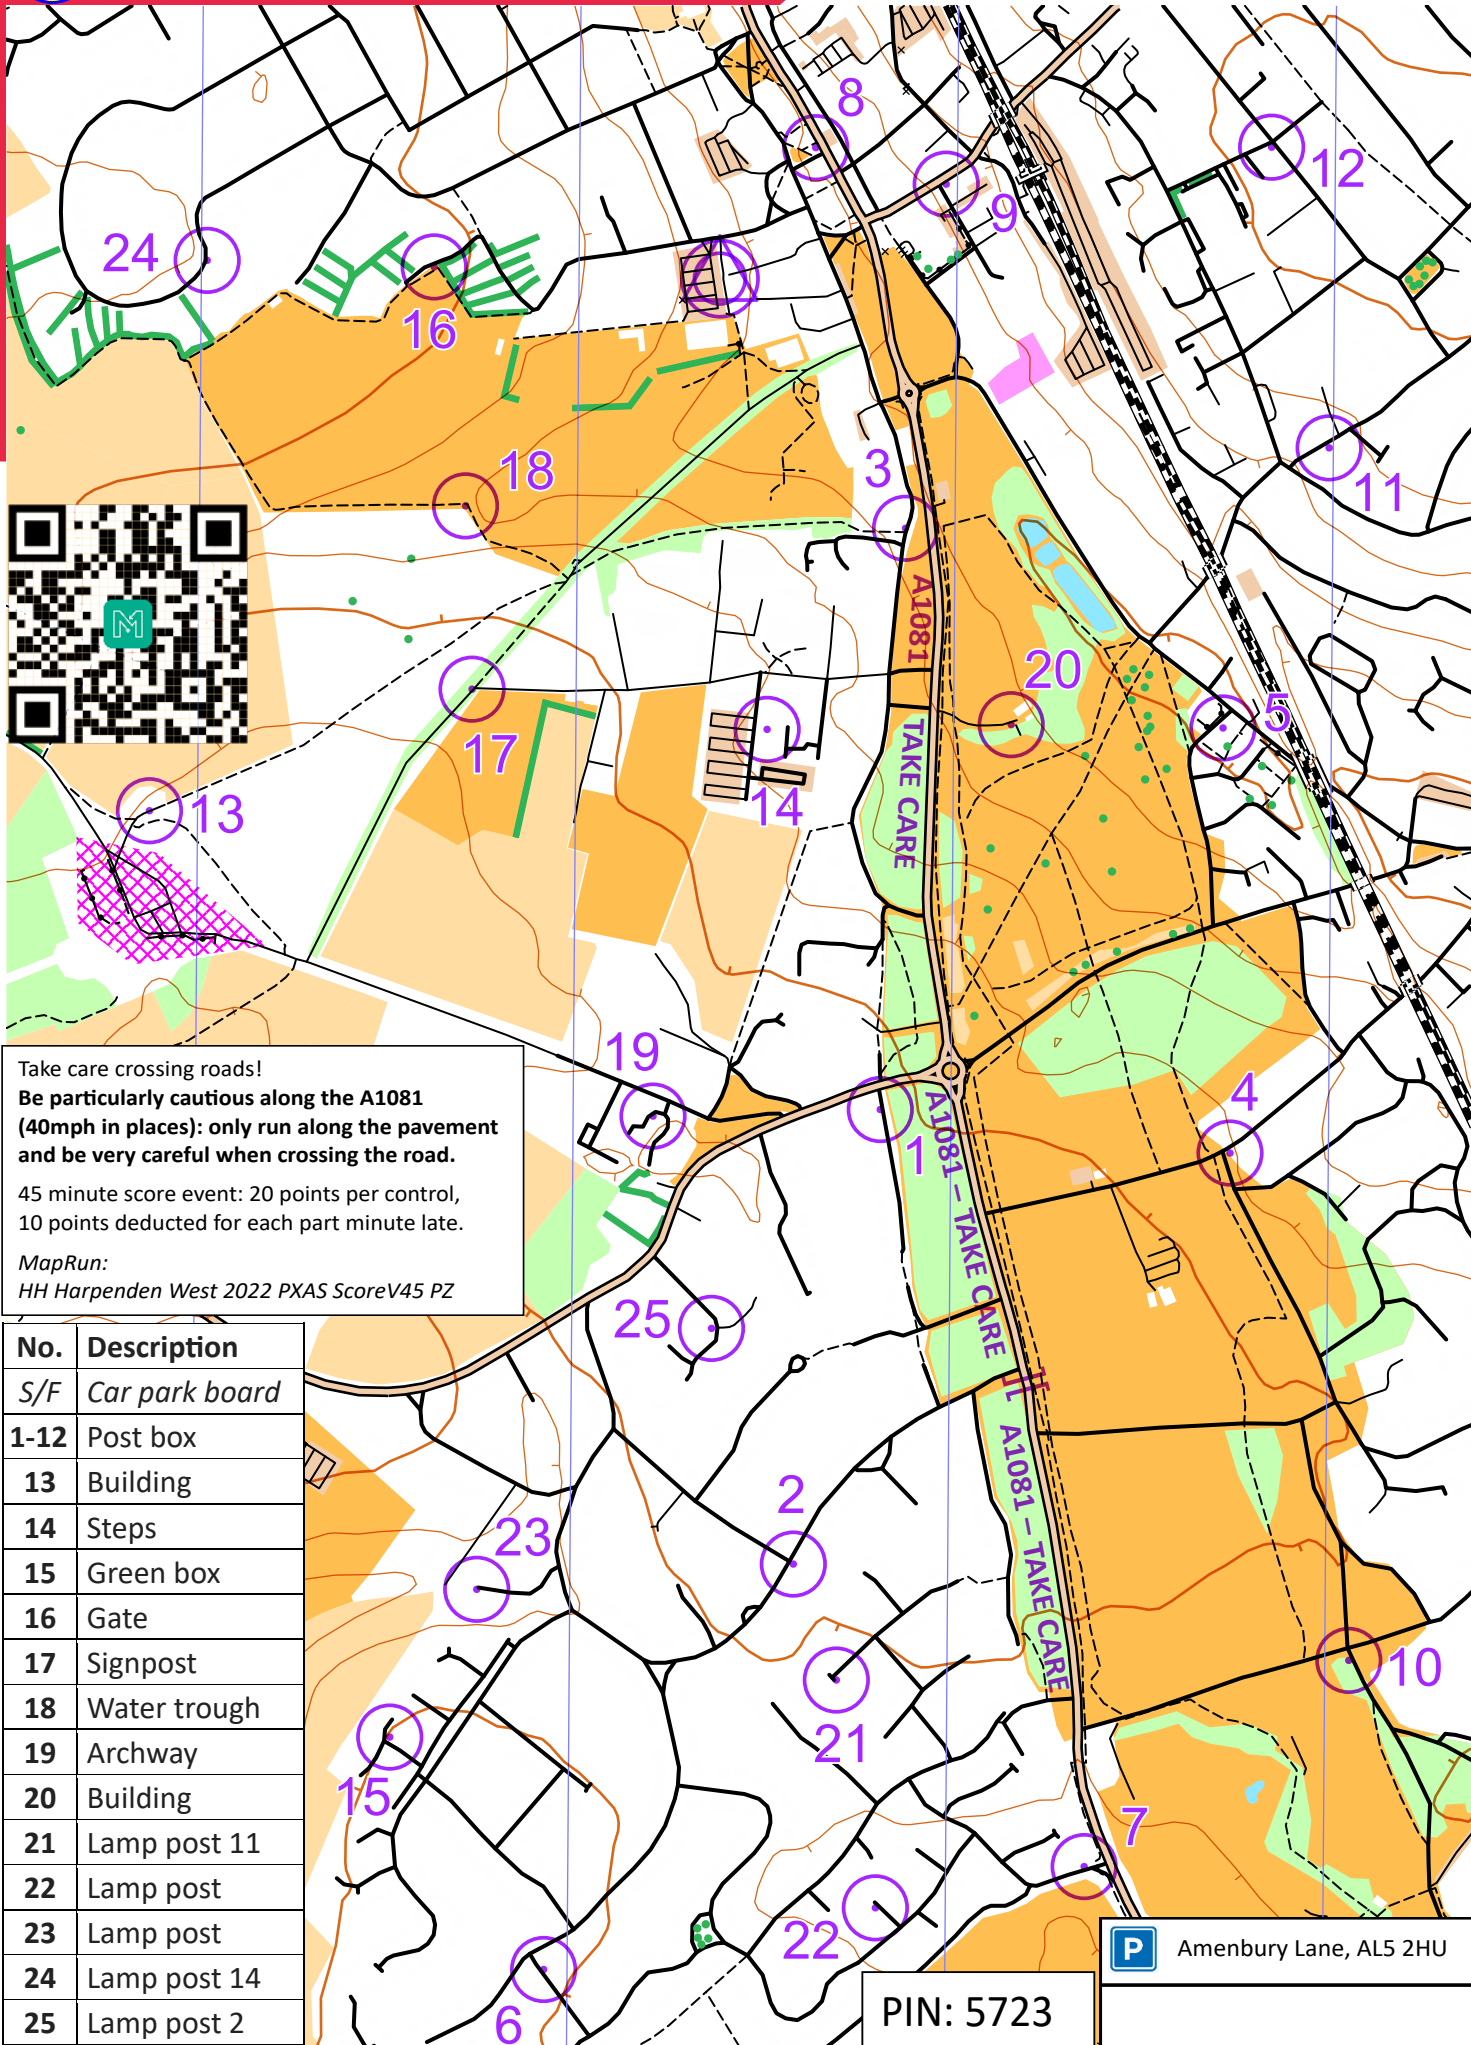 8
12
9
24
16
18
3
11
A1081
20
5
17
TAKE CARE
14
13
19
4
1
Take care crossing roads!
Be particularly cautious along the A1081
(40mph in places): only run along the pavement
and be very careful when crossing the road.
45 minute score event: 20 points per control,
10 points deducted for each part minute late.
MapRun:
HH Harpenden West 2022 PXAS ScoreV45 PZ
A1081 – TAKE CARE
25
No. Description
S/F Car park board
1-12 Post box
13 Building
14 Steps
15 Green box
16 Gate
17 Signpost
18 Water trough
19 Archway
20 Building
21 Lamp post 11
22 Lamp post
23 Lamp post
24 Lamp post 14
25 Lamp post 2
A1081 – TAKE CARE
2
23
10
21
15
7
22
6
P Amenbury Lane, AL5 2HU
PIN: 5723